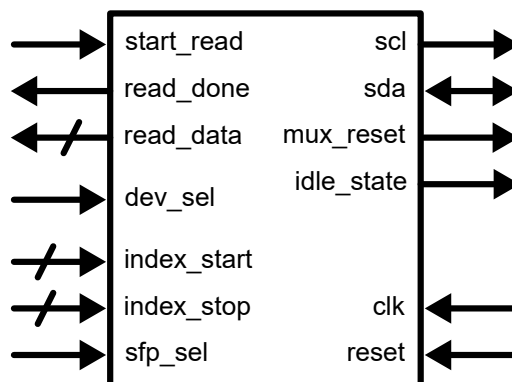 start_read
scl
read_done
sda
read_data
mux_reset
idle_state
dev_sel
index_start
index_stop
clk
sfp_sel
reset